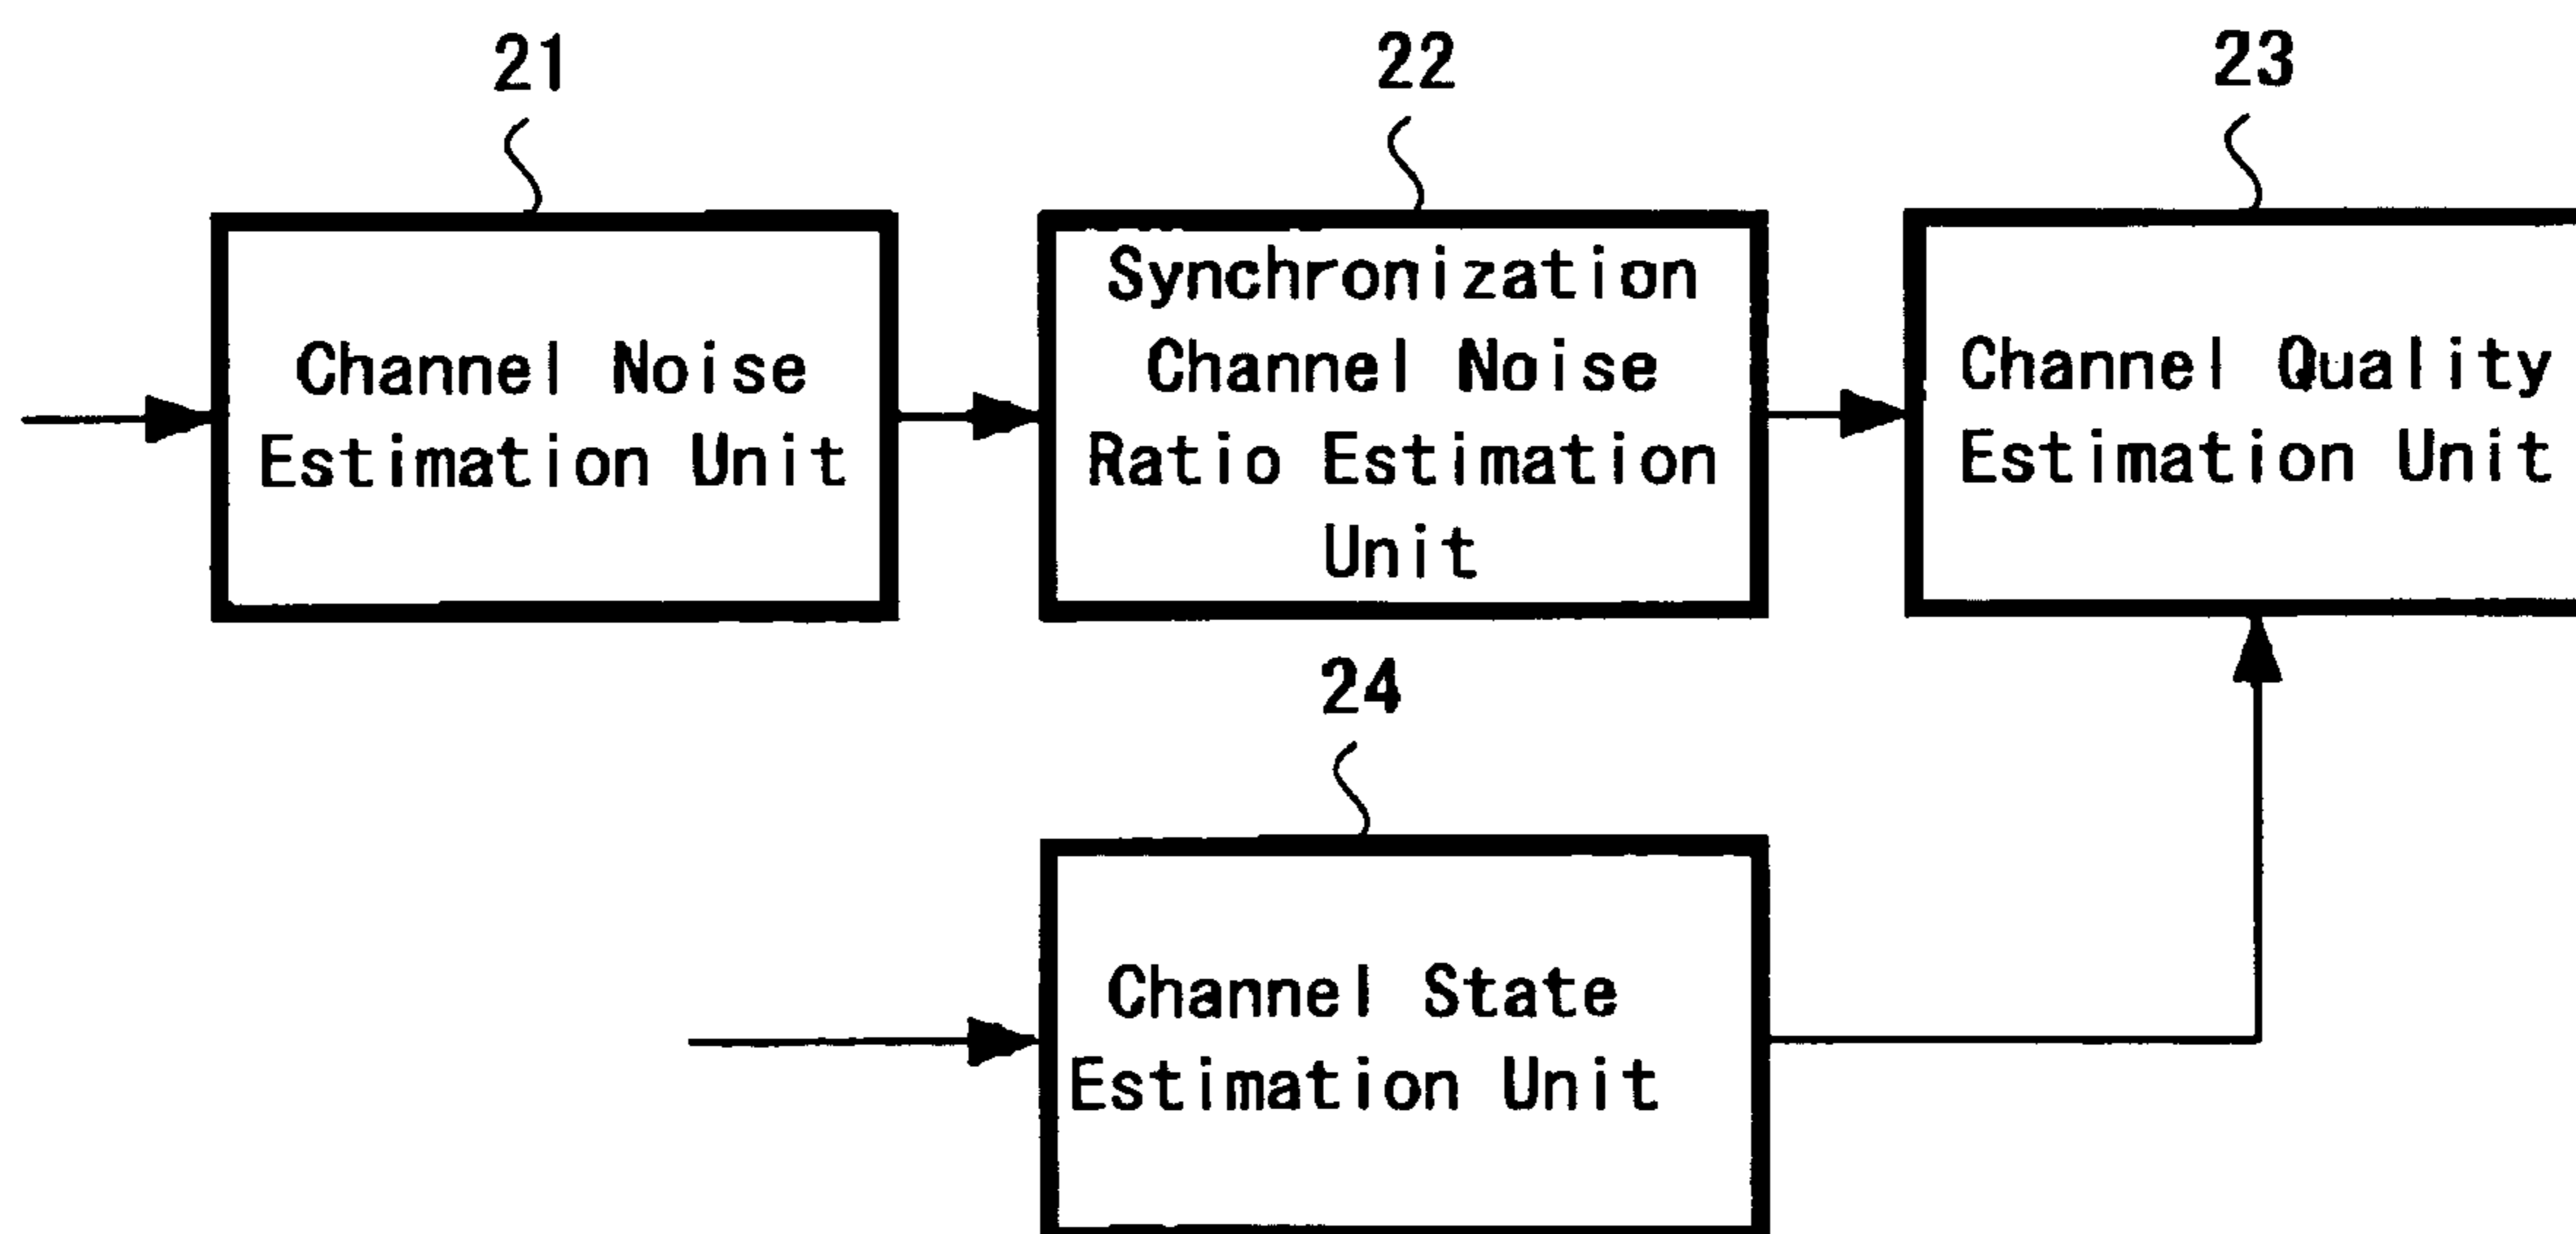 21
22
23
Channel Noise
Estimation Unit
Synchronization
Channel Noise
Ratio Estimation
Unit
Channel Quality
Estimation Unit
24
Channel State
Estimation Unit